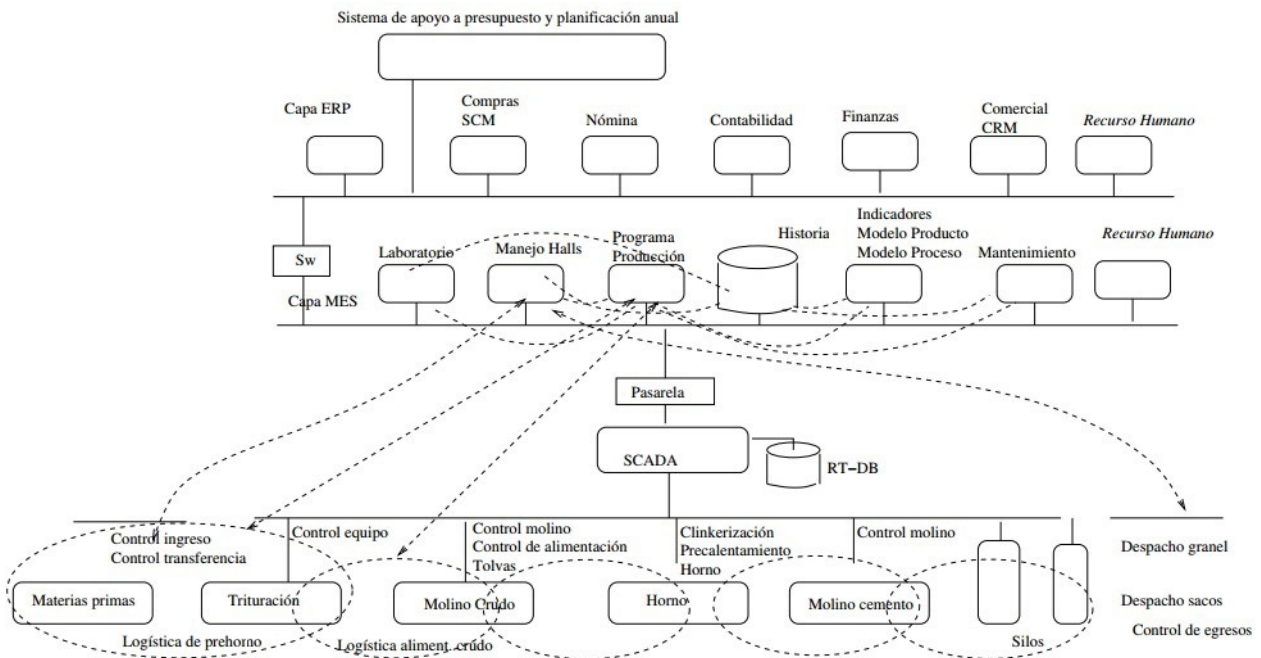 Sistema de apoyo a presupuesto y planificación anual
Capa ERP
Compras
SCM
Nómina
Contabilidad
Finanzas
Comercial
CRM
Recurso Humano
Sw
Capa MES
Laboratorio
Manejo Halls
Programa
Producción
Historia
Indicadores
Modelo Producto
Modelo Proceso
Mantenimiento
Recurso Humano
Pasarela
SCADA
RT-DB
Control ingreso
Control transferencia
Control equipo
Control molino
Control de alimentación
Tolvas
Clinkerización
Precalentamiento
Horno
Control molino
Despacho granel
Materias primas
Trituración
Molino Crudo
Horno
Molino cemento
Despacho sacos
Logística de prehorno
Logística aliment. crudo
Silos
Control de egresos